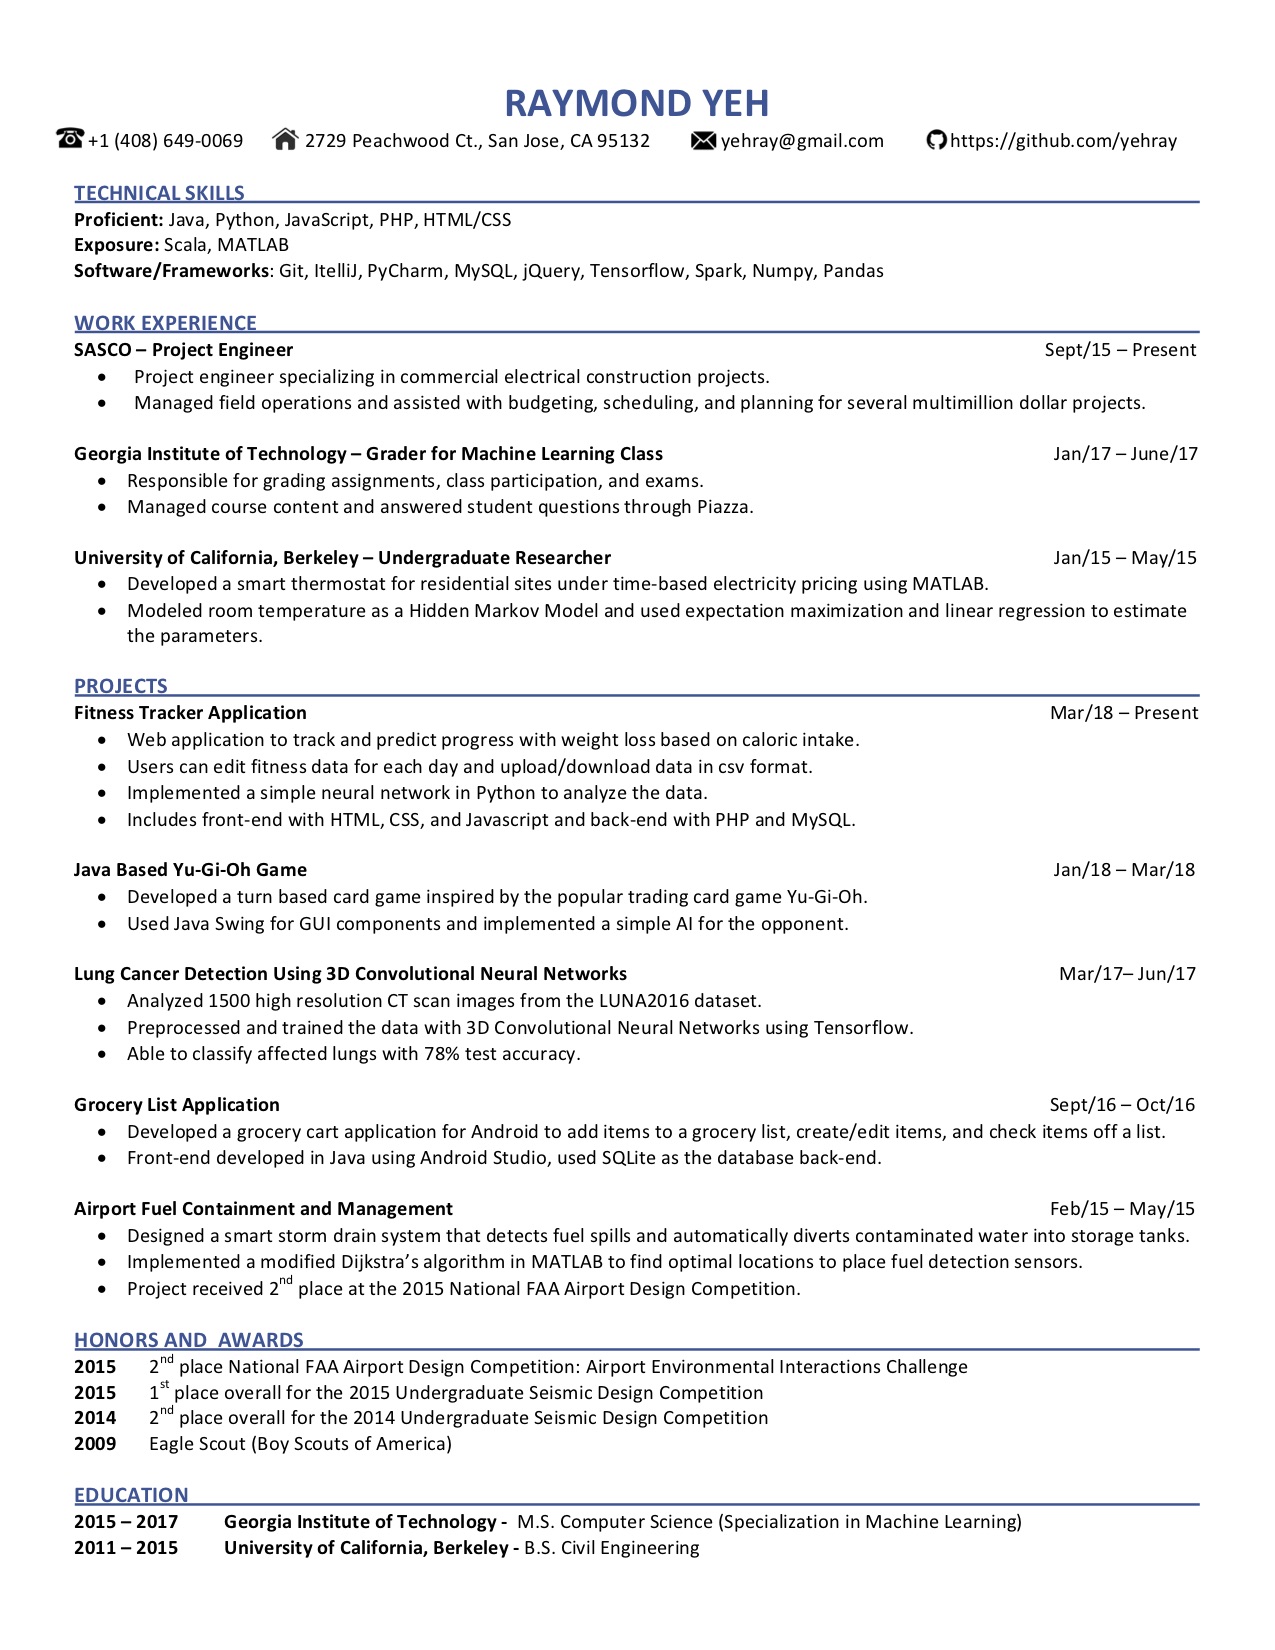 RAYMOND YEH
+1 (408) 649-0069 2729 Peachwood Ct., San Jose, CA 95132 yehray@gmail.com https://github.com/yehray
TECHNICAL SKILLS
Proficient: Java, Python, JavaScript, PHP, HTML/CSS
Exposure: Scala, MATLAB
Software/Frameworks: Git, ItelliJ, PyCharm, MySQL, jQuery, Tensorflow, Spark, Numpy, Pandas
WORK EXPERIENCE
SASCO – Project Engineer Sept/15 – Present
• Project engineer specializing in commercial electrical construction projects.
• Managed field operations and assisted with budgeting, scheduling, and planning for several multimillion dollar projects.
Georgia Institute of Technology – Grader for Machine Learning Class Jan/17 – June/17
• Responsible for grading assignments, class participation, and exams.
• Managed course content and answered student questions through Piazza.
University of California, Berkeley – Undergraduate Researcher Jan/15 – May/15
• Developed a smart thermostat for residential sites under time-based electricity pricing using MATLAB.
• Modeled room temperature as a Hidden Markov Model and used expectation maximization and linear regression to estimate
the parameters.
PROJECTS
Fitness Tracker Application Mar/18 – Present
• Web application to track and predict progress with weight loss based on caloric intake.
• Users can edit fitness data for each day and upload/download data in csv format.
• Implemented a simple neural network in Python to analyze the data.
• Includes front-end with HTML, CSS, and Javascript and back-end with PHP and MySQL.
Java Based Yu-Gi-Oh Game Jan/18 – Mar/18
• Developed a turn based card game inspired by the popular trading card game Yu-Gi-Oh.
• Used Java Swing for GUI components and implemented a simple AI for the opponent.
Lung Cancer Detection Using 3D Convolutional Neural Networks Mar/17– Jun/17
• Analyzed 1500 high resolution CT scan images from the LUNA2016 dataset.
• Preprocessed and trained the data with 3D Convolutional Neural Networks using Tensorflow.
• Able to classify affected lungs with 78% test accuracy.
Grocery List Application Sept/16 – Oct/16
• Developed a grocery cart application for Android to add items to a grocery list, create/edit items, and check items off a list.
• Front-end developed in Java using Android Studio, used SQLite as the database back-end.
Airport Fuel Containment and Management Feb/15 – May/15
• Designed a smart storm drain system that detects fuel spills and automatically diverts contaminated water into storage tanks.
• Implemented a modified Dijkstra’s algorithm in MATLAB to find optimal locations to place fuel detection sensors.
• Project received 2nd place at the 2015 National FAA Airport Design Competition.
HONORS AND AWARDS
2015 2nd place National FAA Airport Design Competition: Airport Environmental Interactions Challenge
2015 1st place overall for the 2015 Undergraduate Seismic Design Competition
2014 2nd place overall for the 2014 Undergraduate Seismic Design Competition
2009 Eagle Scout (Boy Scouts of America)
EDUCATION
2015 – 2017 Georgia Institute of Technology - M.S. Computer Science (Specialization in Machine Learning)
2011 – 2015 University of California, Berkeley - B.S. Civil Engineering